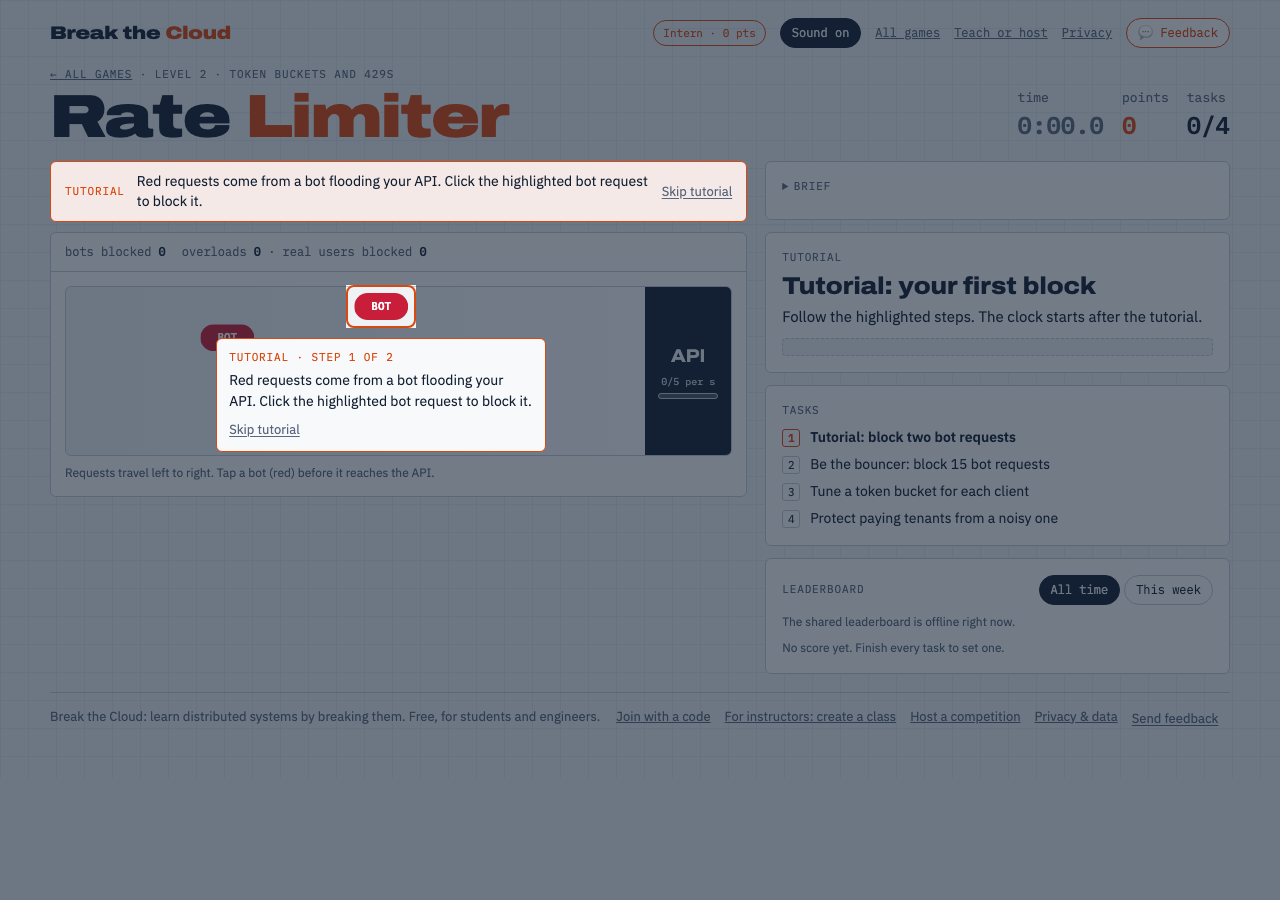 Break the Cloud
Intern · 0 pts
Sound on
All games
Teach or host
Privacy
💬 Feedback
← ALL GAMES · LEVEL 2 · TOKEN BUCKETS AND 429S
Rate Limiter
time
0:00.0
points
0
tasks
0/4
TUTORIAL
Red requests come from a bot flooding your API. Click the highlighted bot request
to block it.
Skip tutorial
bots blocked 0 overloads 0 · real users blocked 0
BOT
BOT
API
0/5 per s
TUTORIAL · STEP 1 OF 2
Red requests come from a bot flooding your
API. Click the highlighted bot request to block it.
Skip tutorial
Requests travel left to right. Tap a bot (red) before it reaches the API.
▶ BRIEF
TUTORIAL
Tutorial: your first block
Follow the highlighted steps. The clock starts after the tutorial.
TASKS
1 Tutorial: block two bot requests
2 Be the bouncer: block 15 bot requests
3 Tune a token bucket for each client
4 Protect paying tenants from a noisy one
LEADERBOARD
All time
This week
The shared leaderboard is offline right now.
No score yet. Finish every task to set one.
Break the Cloud: learn distributed systems by breaking them. Free, for students and engineers.
Join with a code
For instructors: create a class
Host a competition
Privacy & data
Send feedback